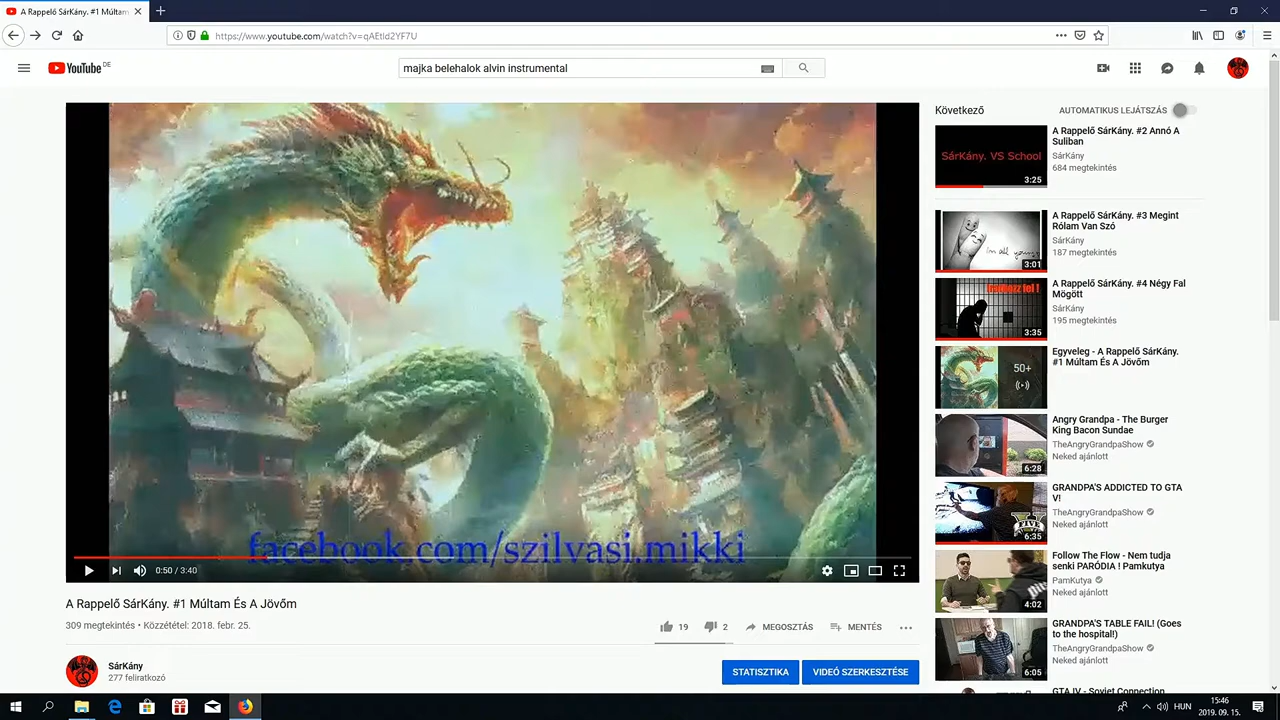 A Rappelő SárKány. #1 Múltam
https://www.youtube.com/watch?v=qAEtld2YF7U
YouTube DE
majka belehalok alvin instrumental
facebook.com/szilvasi.mikki
0:50 / 3:40
A Rappelő SárKány. #1 Múltam És A Jövőm
309 megtekintés • Közzététel: 2018. febr. 25.
19
2
MEGOSZTÁS
MENTÉS
SárKány
277 feliratkozó
STATISZTIKA
VIDEÓ SZERKESZTÉSE
Következő
AUTOMATIKUS LEJÁTSZÁS
SárKány. VS School
3:25
A Rappelő SárKány. #2 Annó A
Suliban
SárKány
684 megtekintés
i'm all yours
3:01
A Rappelő SárKány. #3 Megint
Rólam Van Szó
SárKány
187 megtekintés
3:35
A Rappelő SárKány. #4 Négy Fal
Mögött
SárKány
195 megtekintés
50+
Egyveleg - A Rappelő SárKány.
#1 Múltam És A Jövőm
6:28
Angry Grandpa - The Burger
King Bacon Sundae
TheAngryGrandpaShow
Neked ajánlott
6:35
GRANDPA'S ADDICTED TO GTA
V!
TheAngryGrandpaShow
Neked ajánlott
4:02
Follow The Flow - Nem tudja
senki PARÓDIA ! Pamkutya
PamKutya
Neked ajánlott
6:05
GRANDPA'S TABLE FAIL! (Goes
to the hospital!)
TheAngryGrandpaShow
Neked ajánlott
GTA IV - Soviet Connection
HUN
15:46
2019. 09. 15.